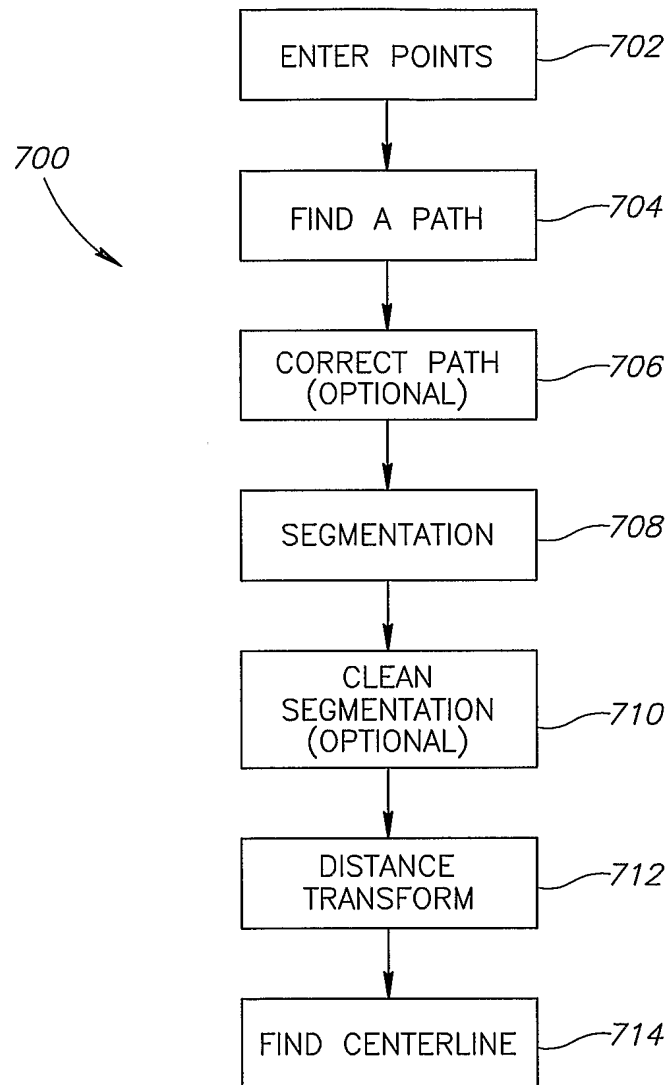 ENTER POINTS
702
700
FIND A PATH
704
CORRECT PATH
(OPTIONAL)
706
SEGMENTATION
708
CLEAN
SEGMENTATION
(OPTIONAL)
710
DISTANCE
TRANSFORM
712
FIND CENTERLINE
714